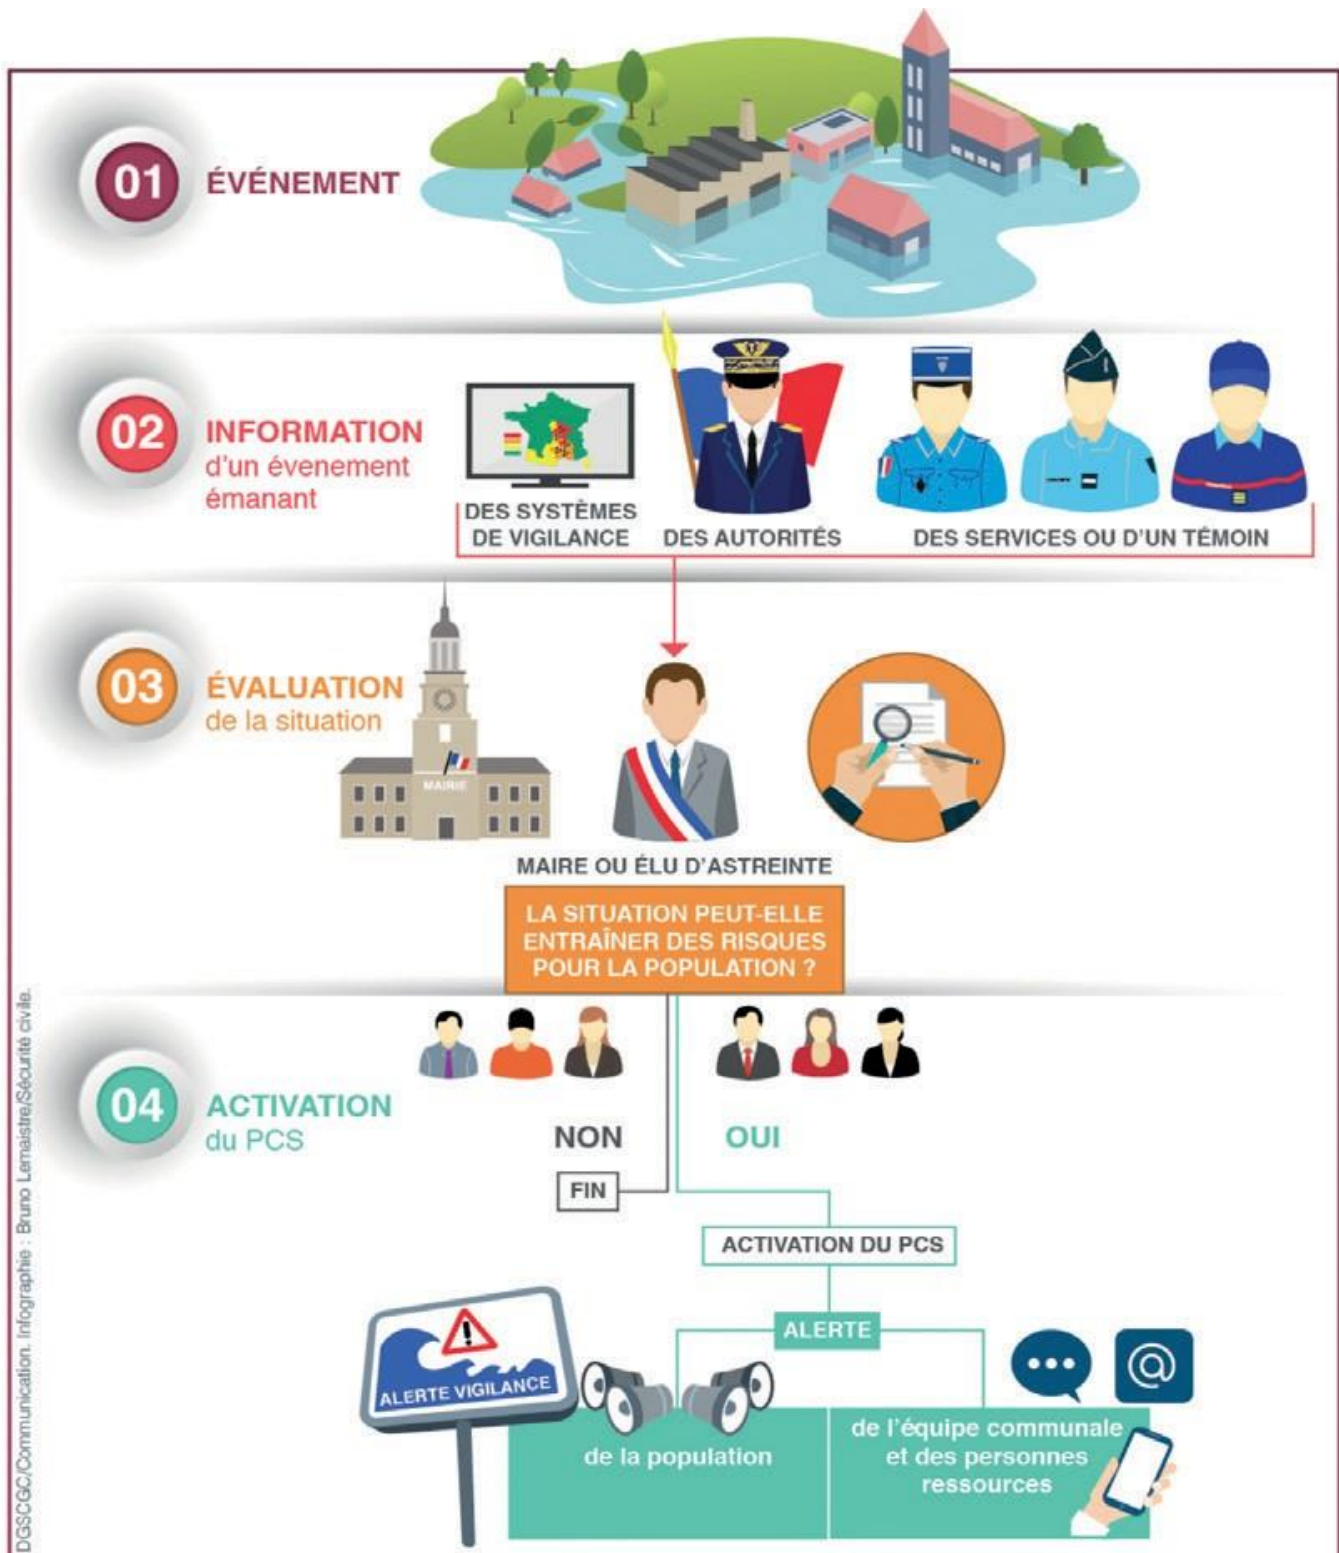 01
ÉVÉNEMENT
02
INFORMATION
d'un évenement
émanant
DES SYSTÈMES
DE VIGILANCE
DES AUTORITÉS
DES SERVICES OU D'UN TÉMOIN
03
ÉVALUATION
de la situation
MAIRIE
MAIRE OU ÉLU D'ASTREINTE
LA SITUATION PEUT-ELLE
ENTRAÎNER DES RISQUES
POUR LA POPULATION ?
04
ACTIVATION
du PCS
NON
OUI
FIN
ACTIVATION DU PCS
ALERTE
ALERTE VIGILANCE
@
de la population
de l'équipe communale
et des personnes
ressources
DGSCGC/Communication. Infographie : Bruno Lemaistre/Sécurité civile.